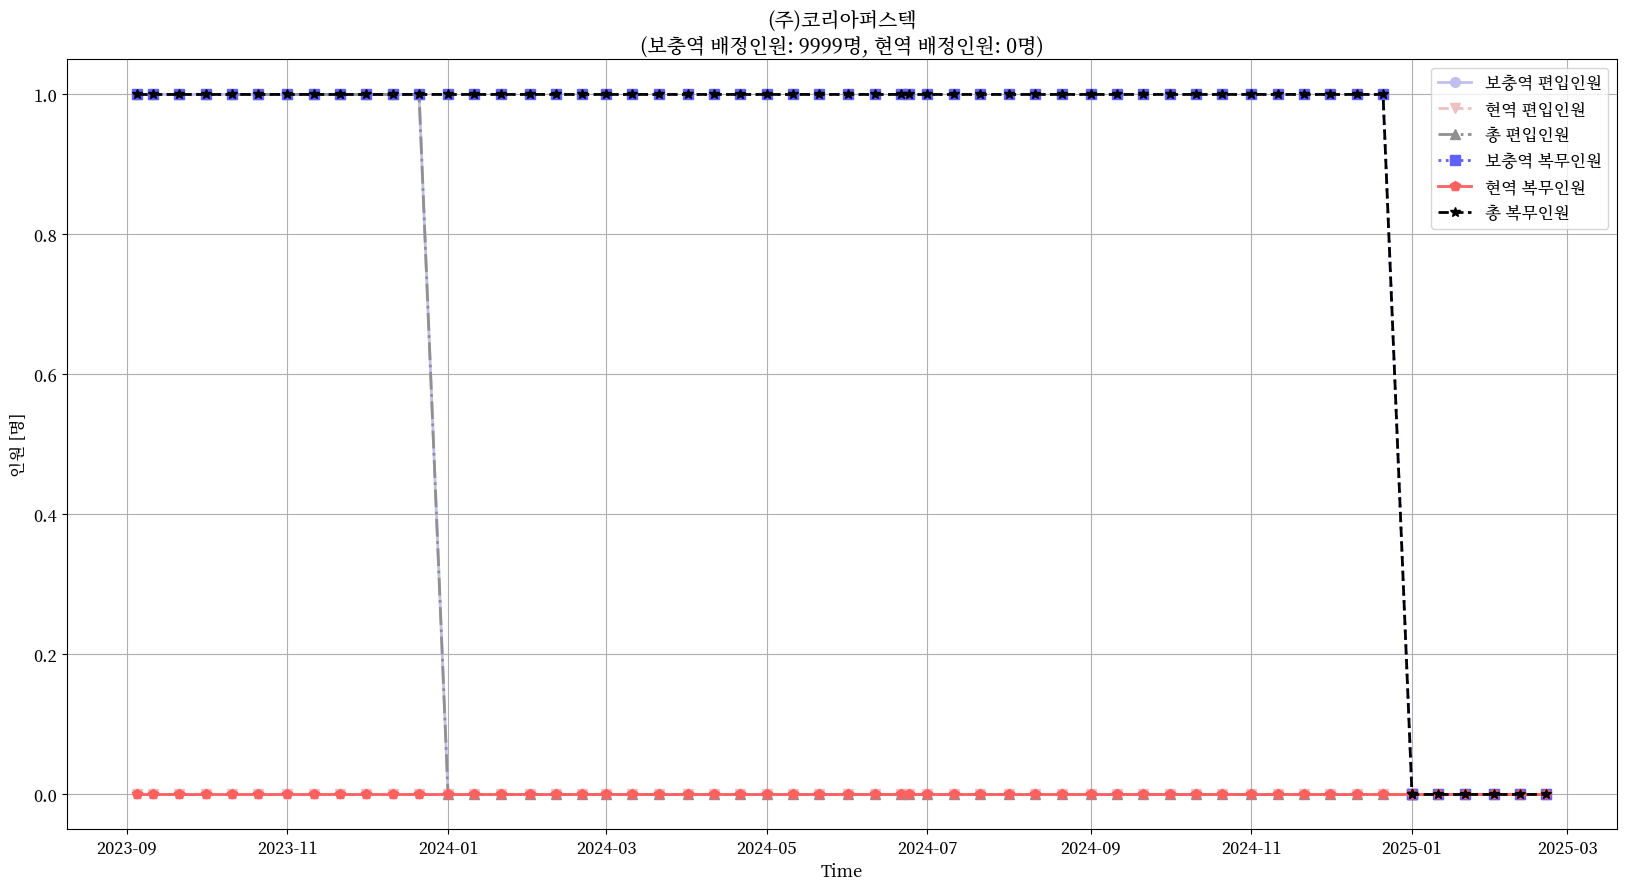 (주)코리아퍼스텍
(보충역 배정인원: 9999명, 현역 배정인원: 0명)
보충역 편입인원
현역 편입인원
총 편입인원
보충역 복무인원
현역 복무인원
총 복무인원
1.0
0.8
0.6
0.4
0.2
0.0
인원 [명]
2023-09 2023-11 2024-01 2024-03 2024-05 2024-07 2024-09 2024-11 2025-01 2025-03
Time